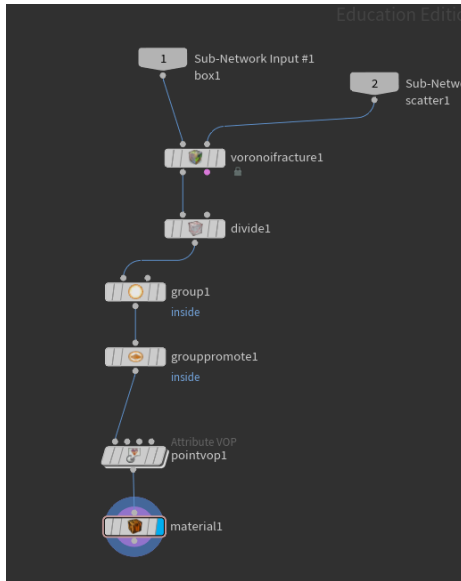 Education Editio
1
Sub-Network Input #1
box1
2
Sub-Netw
scatter1
voronoifracture1
divide1
group1
inside
grouppromote1
inside
Attribute VOP
pointvop1
material1